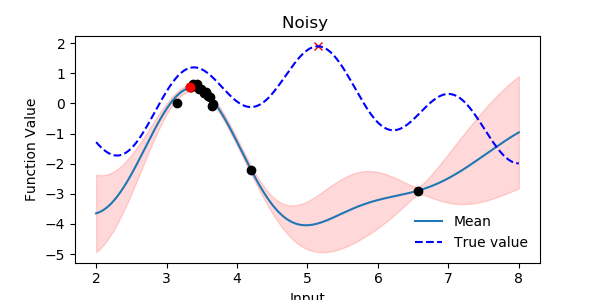 Noisy
Function Value
2
1
0
−1
−2
−3
−4
−5
Mean
True value
2 3 4 5 6 7 8
Input